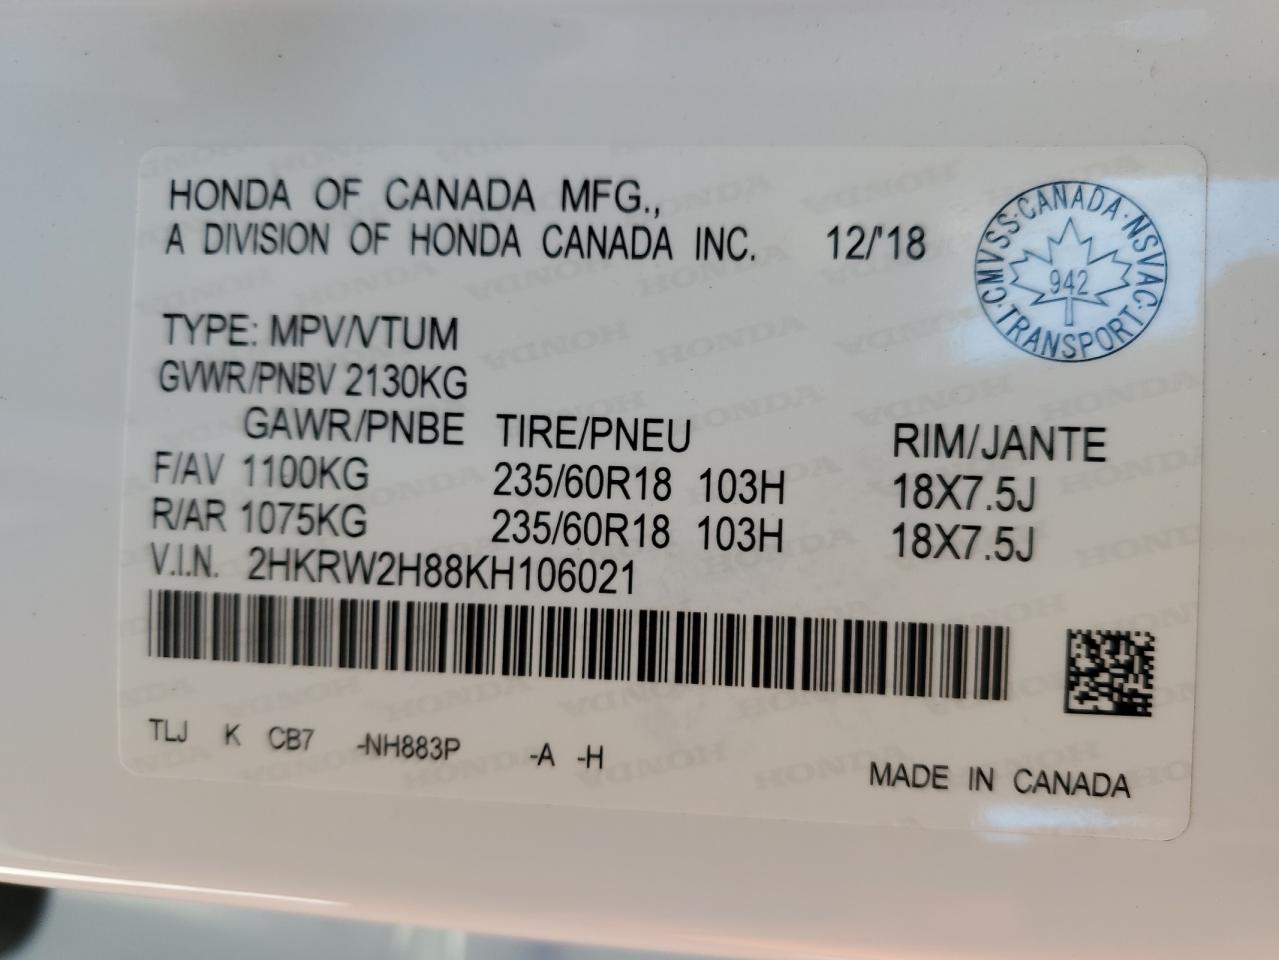 HONDA OF CANADA MFG.,
A DIVISION OF HONDA CANADA INC. 12/'18
CMVSS·CANADA·NSVAC·TRANSPORT·
942
TYPE: MPV/VTUM
GVWR/PNBV 2130KG
GAWR/PNBE TIRE/PNEU RIM/JANTE
F/AV 1100KG 235/60R18 103H 18X7.5J
R/AR 1075KG 235/60R18 103H 18X7.5J
V.I.N. 2HKRW2H88KH106021
TLJ K CB7 -NH883P -A -H
MADE IN CANADA